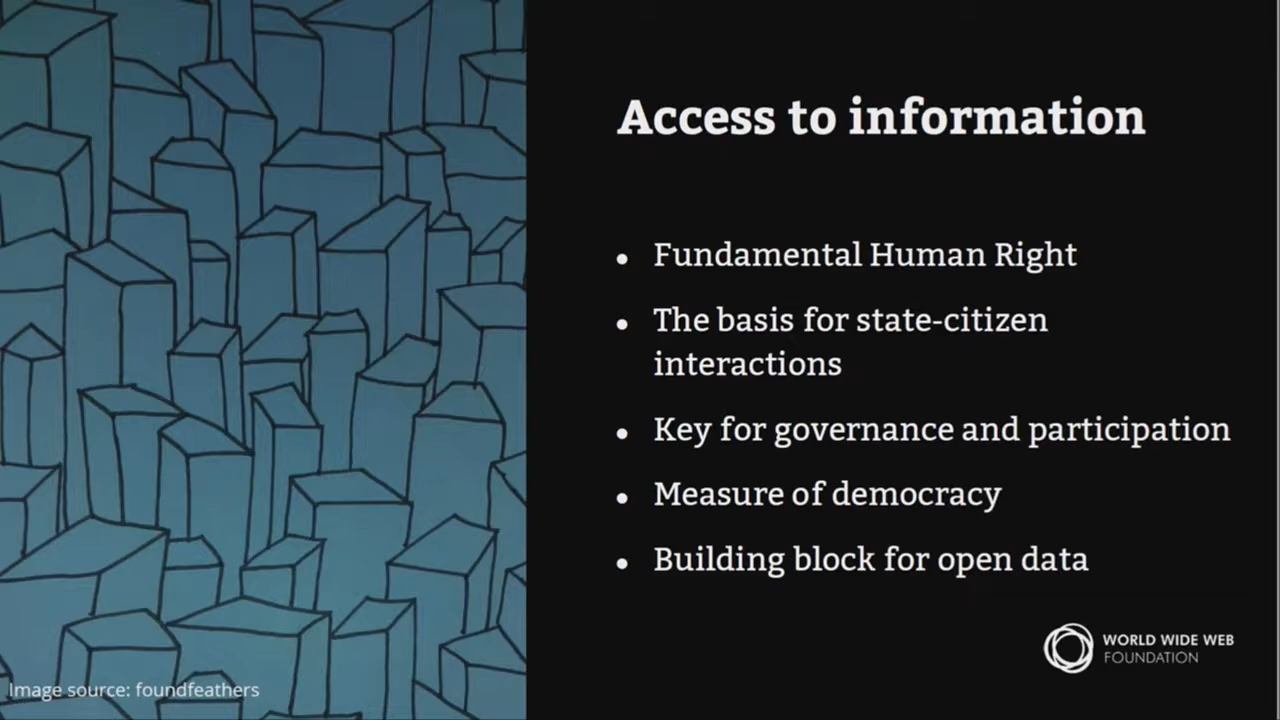 Access to information
• Fundamental Human Right
• The basis for state-citizen
interactions
• Key for governance and participation
• Measure of democracy
• Building block for open data
WORLD WIDE WEB
FOUNDATION
Image source: foundfeathers